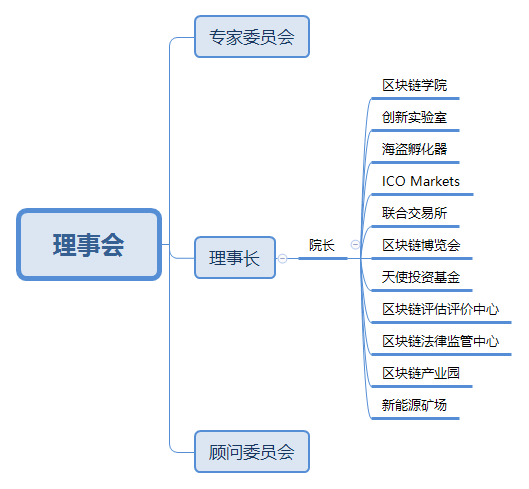 专家委员会
区块链学院
创新实验室
海盗孵化器
ICO Markets
联合交易所
理事会
理事长
院长
区块链博览会
天使投资基金
区块链评估评价中心
区块链法律监管中心
区块链产业园
新能源矿场
顾问委员会